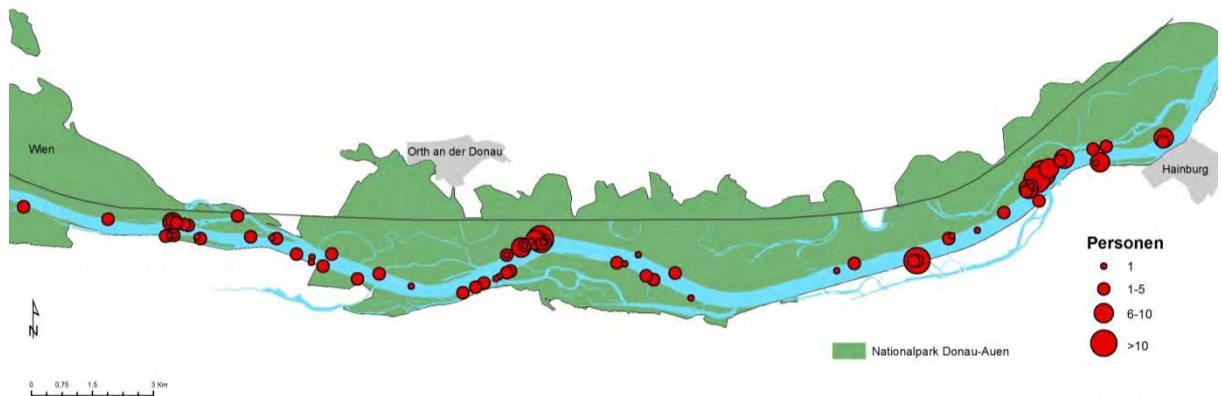 Wien
Orth an der Donau
Hainburg
Personen
1
1-5
6-10
>10
Nationalpark Donau-Auen
N
0 0,75 1,5 3 Km